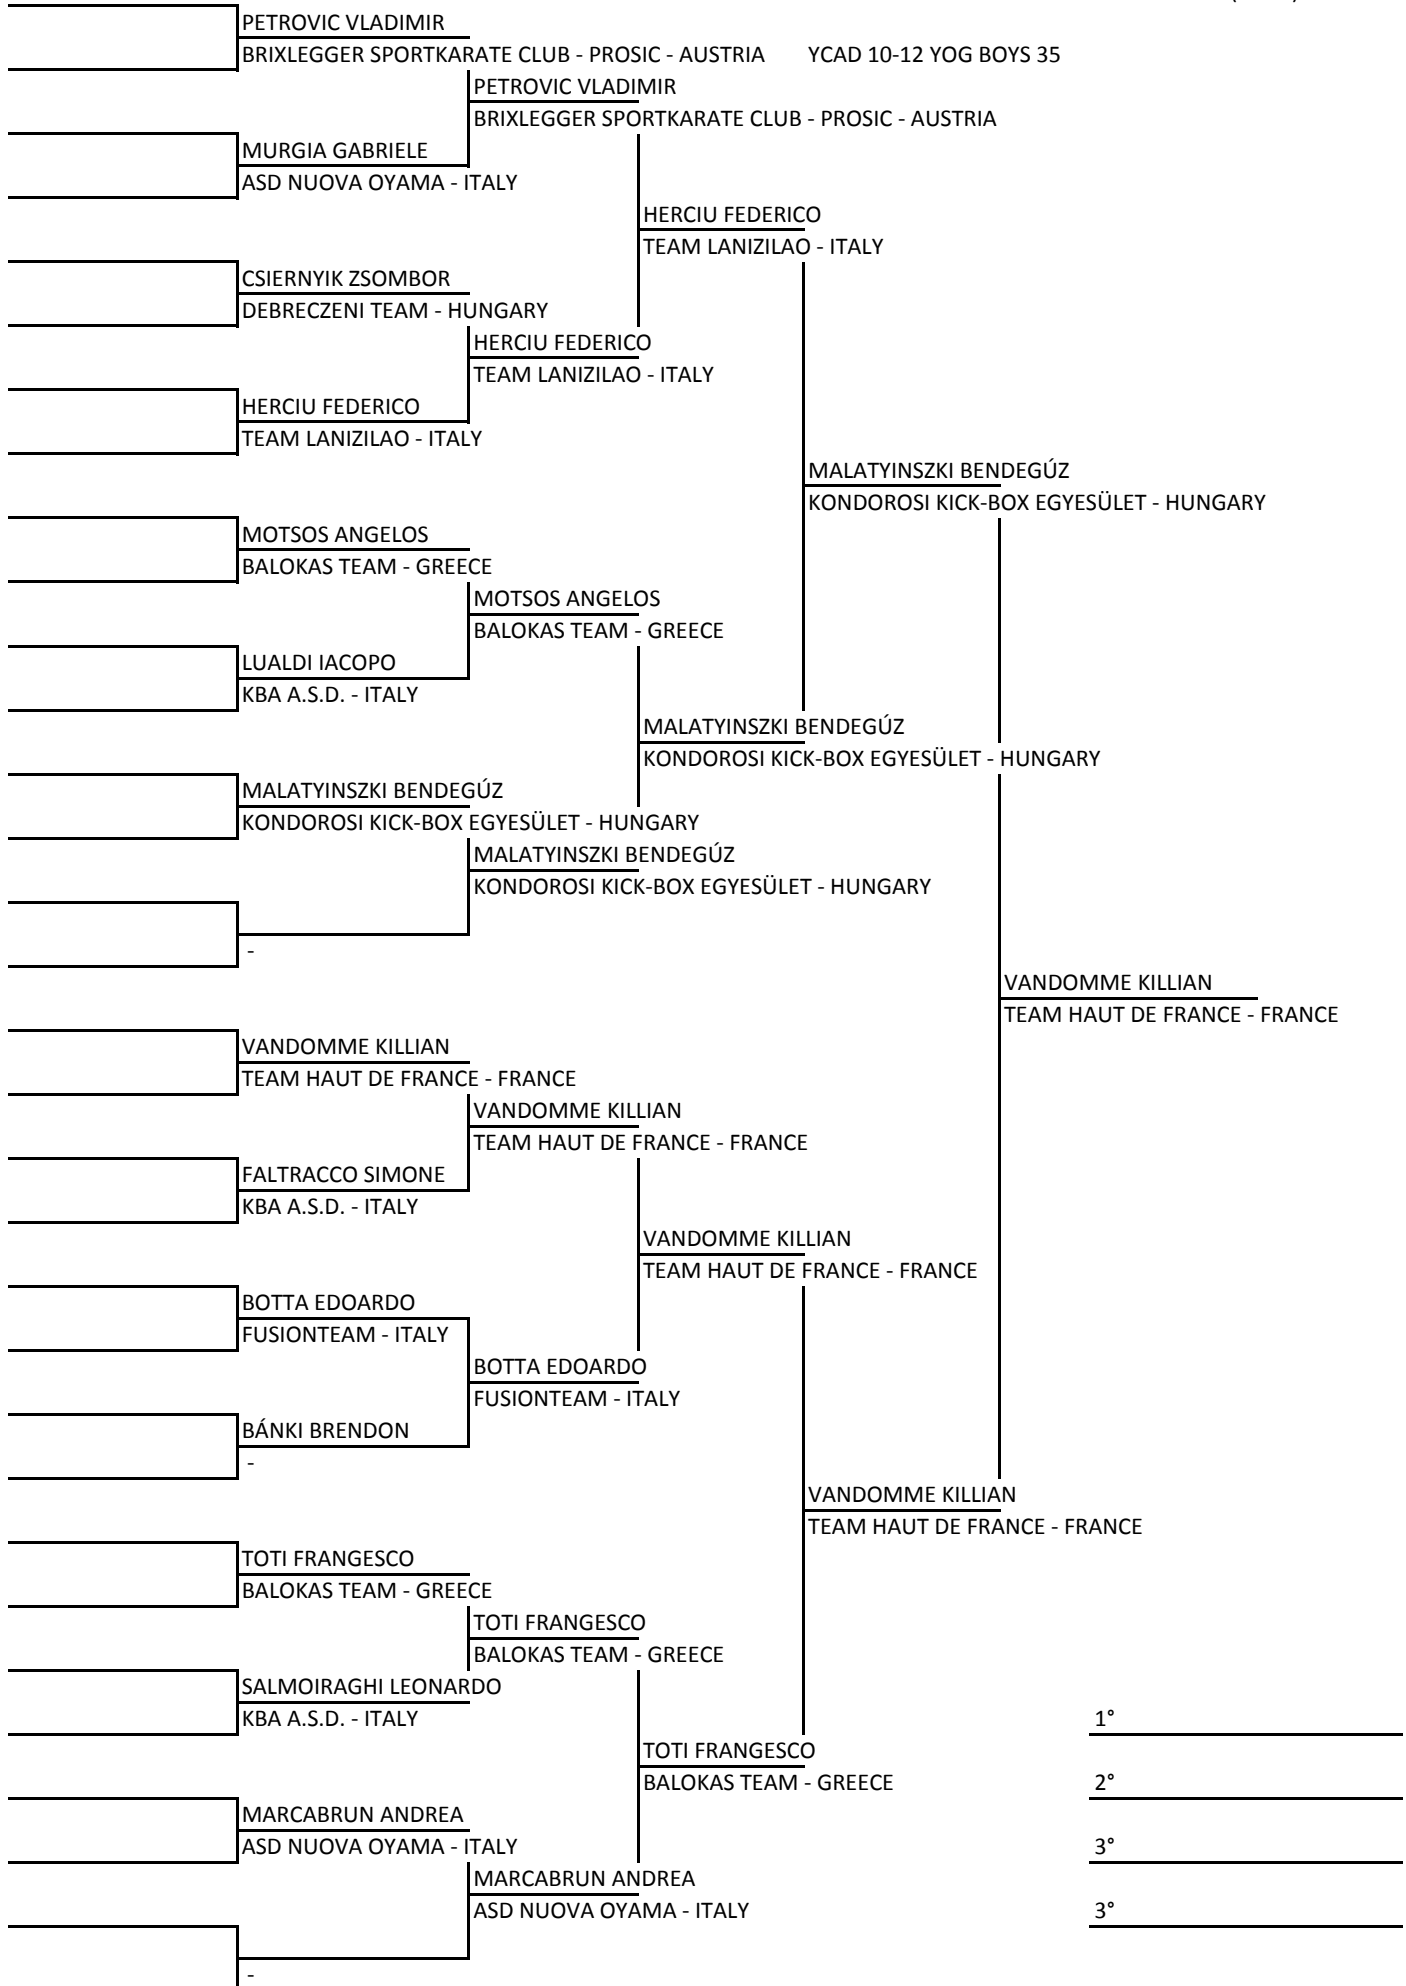 PETROVIC VLADIMIR
BRIXLEGGER SPORTKARATE CLUB - PROSIC - AUSTRIA YCAD 10-12 YOG BOYS 35
PETROVIC VLADIMIR
BRIXLEGGER SPORTKARATE CLUB - PROSIC - AUSTRIA
MURGIA GABRIELE
ASD NUOVA OYAMA - ITALY
HERCIU FEDERICO
TEAM LANIZILAO - ITALY
CSIERNYIK ZSOMBOR
DEBRECZENI TEAM - HUNGARY
HERCIU FEDERICO
TEAM LANIZILAO - ITALY
HERCIU FEDERICO
TEAM LANIZILAO - ITALY
MALATYINSZKI BENDEGÚZ
KONDOROSI KICK-BOX EGYESÜLET - HUNGARY
MOTSOS ANGELOS
BALOKAS TEAM - GREECE
MOTSOS ANGELOS
BALOKAS TEAM - GREECE
LUALDI IACOPO
KBA A.S.D. - ITALY
MALATYINSZKI BENDEGÚZ
KONDOROSI KICK-BOX EGYESÜLET - HUNGARY
MALATYINSZKI BENDEGÚZ
KONDOROSI KICK-BOX EGYESÜLET - HUNGARY
MALATYINSZKI BENDEGÚZ
KONDOROSI KICK-BOX EGYESÜLET - HUNGARY
-
VANDOMME KILLIAN
TEAM HAUT DE FRANCE - FRANCE
VANDOMME KILLIAN
TEAM HAUT DE FRANCE - FRANCE
VANDOMME KILLIAN
TEAM HAUT DE FRANCE - FRANCE
FALTRACCO SIMONE
KBA A.S.D. - ITALY
VANDOMME KILLIAN
TEAM HAUT DE FRANCE - FRANCE
BOTTA EDOARDO
FUSIONTEAM - ITALY
BOTTA EDOARDO
FUSIONTEAM - ITALY
BÁNKI BRENDON
-
VANDOMME KILLIAN
TEAM HAUT DE FRANCE - FRANCE
TOTI FRANGESCO
BALOKAS TEAM - GREECE
TOTI FRANGESCO
BALOKAS TEAM - GREECE
SALMOIRAGHI LEONARDO
KBA A.S.D. - ITALY
1°
TOTI FRANGESCO
BALOKAS TEAM - GREECE
2°
MARCABRUN ANDREA
ASD NUOVA OYAMA - ITALY
3°
MARCABRUN ANDREA
ASD NUOVA OYAMA - ITALY
3°
-